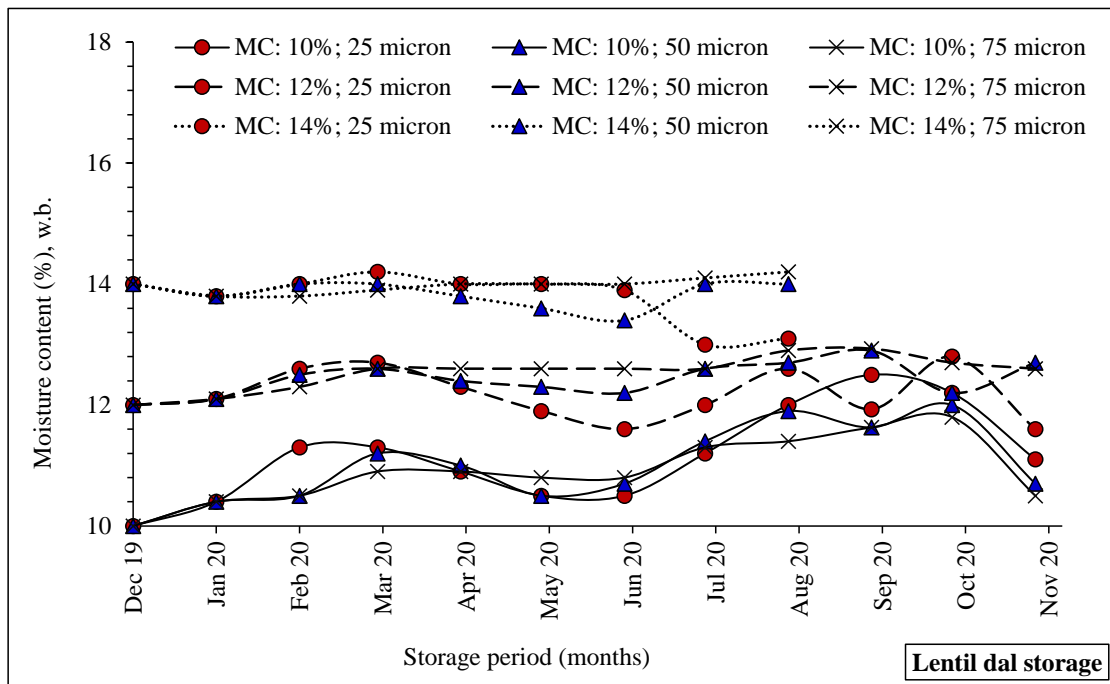 18
16
14
12
10
Moisture content (%), w.b.
MC: 10%; 25 micron MC: 10%; 50 micron MC: 10%; 75 micron
MC: 12%; 25 micron MC: 12%; 50 micron MC: 12%; 75 micron
MC: 14%; 25 micron MC: 14%; 50 micron MC: 14%; 75 micron
Dec 19
Jan 20
Feb 20
Mar 20
Apr 20
May 20
Jun 20
Jul 20
Aug 20
Sep 20
Oct 20
Nov 20
Storage period (months)
Lentil dal storage